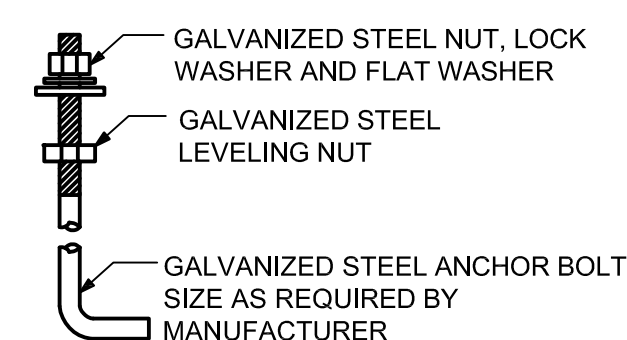 GALVANIZED STEEL NUT, LOCK
WASHER AND FLAT WASHER
GALVANIZED STEEL
LEVELING NUT
GALVANIZED STEEL ANCHOR BOLT
SIZE AS REQUIRED BY
MANUFACTURER